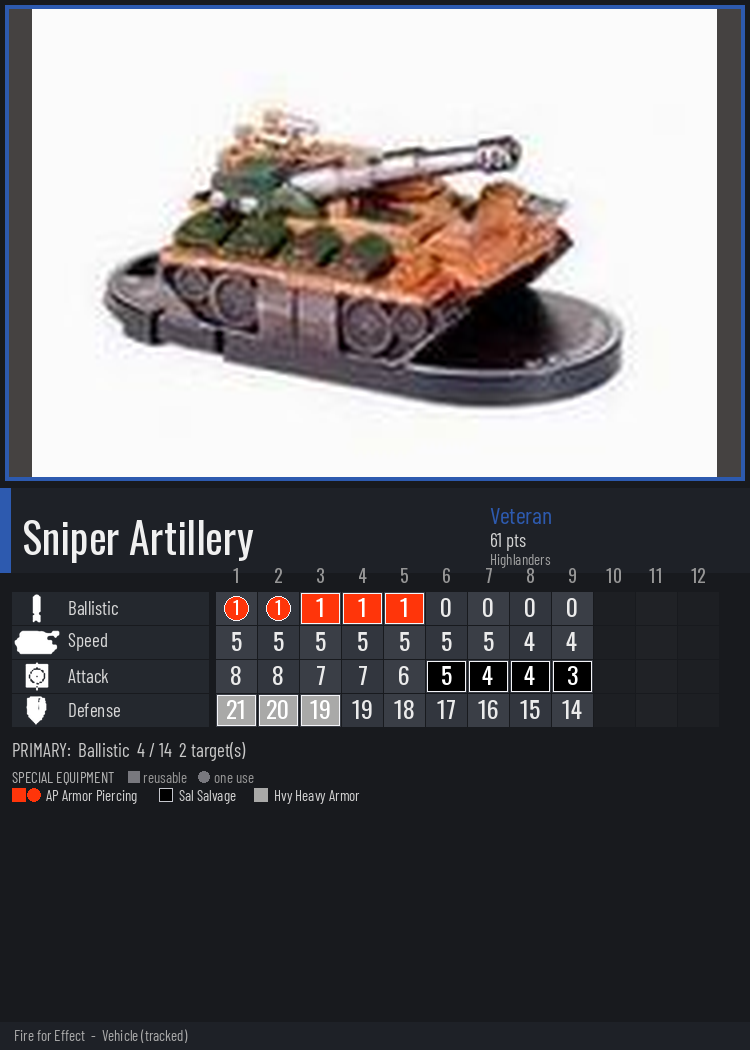 Sniper Artillery
Veteran
61 pts
Highlanders
1 2 3 4 5 6 7 8 9 10 11 12
Ballistic 1 1 1 1 1 0 0 0 0
Speed 5 5 5 5 5 5 5 4 4
Attack 8 8 7 7 6 5 4 4 3
Defense 21 20 19 19 18 17 16 15 14
PRIMARY: Ballistic 4 / 14 2 target(s)
SPECIAL EQUIPMENT reusable one use
AP Armor Piercing Sal Salvage Hvy Heavy Armor
Fire for Effect - Vehicle (tracked)